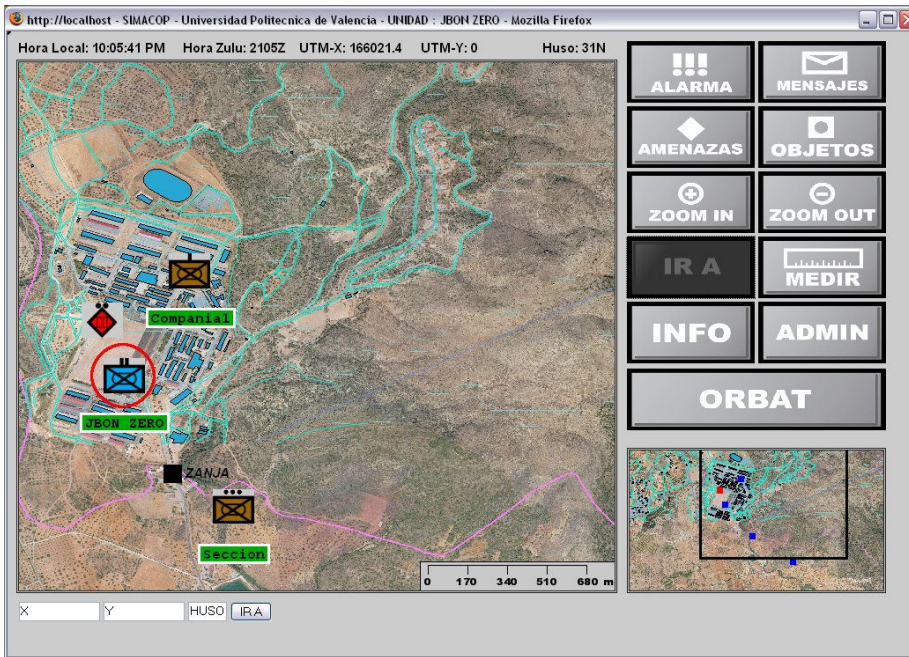 http://localhost - SIMACOP - Universidad Politecnica de Valencia - UNIDAD : JBON ZERO - Mozilla Firefox
Hora Local: 10:05:41 PM Hora Zulu: 2105Z UTM-X: 166021.4 UTM-Y: 0 Huso: 31N
ALARMA
MENSAJES
AMENAZAS
OBJETOS
ZOOM IN
ZOOM OUT
IR A
MEDIR
INFO
ADMIN
ORBAT
CompaniaI
JBON ZERO
ZANJA
Seccion
0 170 340 510 680 m
X Y HUSO IR A